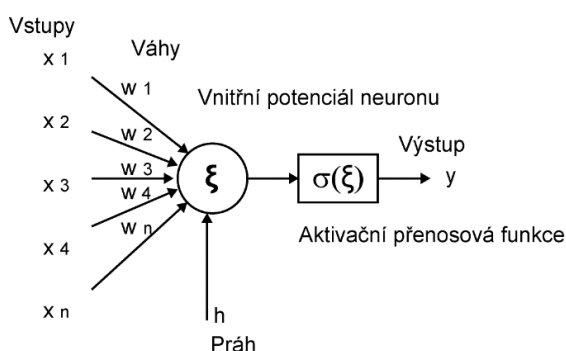 Vstupy
Váhy
x 1
w 1
Vnitřní potenciál neuronu
x 2
w 2
Výstup
w 3
ξ
σ(ξ)
y
x 3
w 4
w n
Aktivační přenosová funkce
x 4
x n
h
Práh